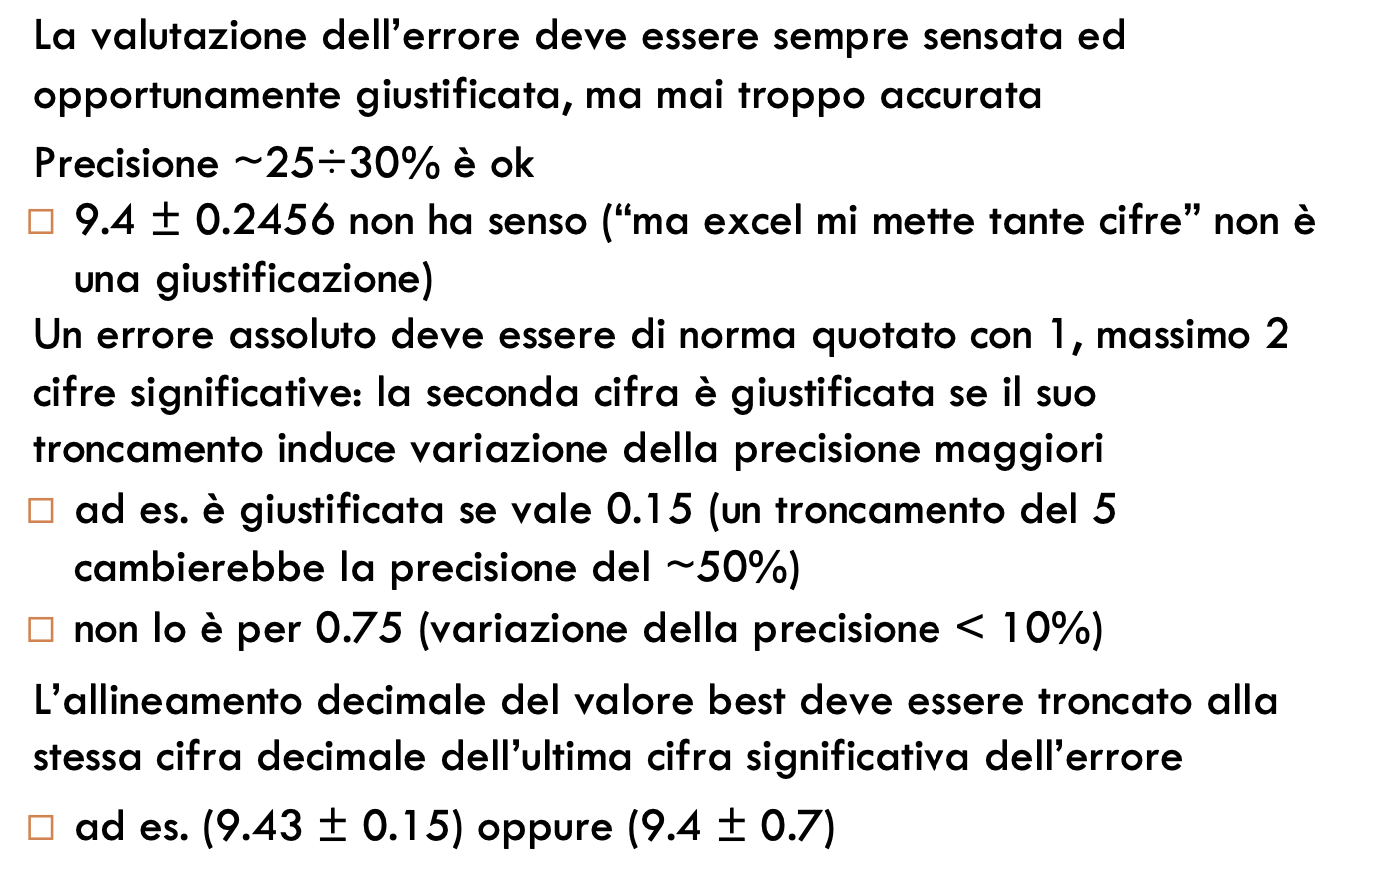 La valutazione dell’errore deve essere sempre sensata ed
opportunamente giustificata, ma mai troppo accurata
Precisione ~25÷30% è ok
□ 9.4 ± 0.2456 non ha senso (“ma excel mi mette tante cifre” non è
una giustificazione)
Un errore assoluto deve essere di norma quotato con 1, massimo 2
cifre significative: la seconda cifra è giustificata se il suo
troncamento induce variazione della precisione maggiori
□ ad es. è giustificata se vale 0.15 (un troncamento del 5
cambierebbe la precisione del ~50%)
□ non lo è per 0.75 (variazione della precisione < 10%)
L’allineamento decimale del valore best deve essere troncato alla
stessa cifra decimale dell’ultima cifra significativa dell’errore
□ ad es. (9.43 ± 0.15) oppure (9.4 ± 0.7)